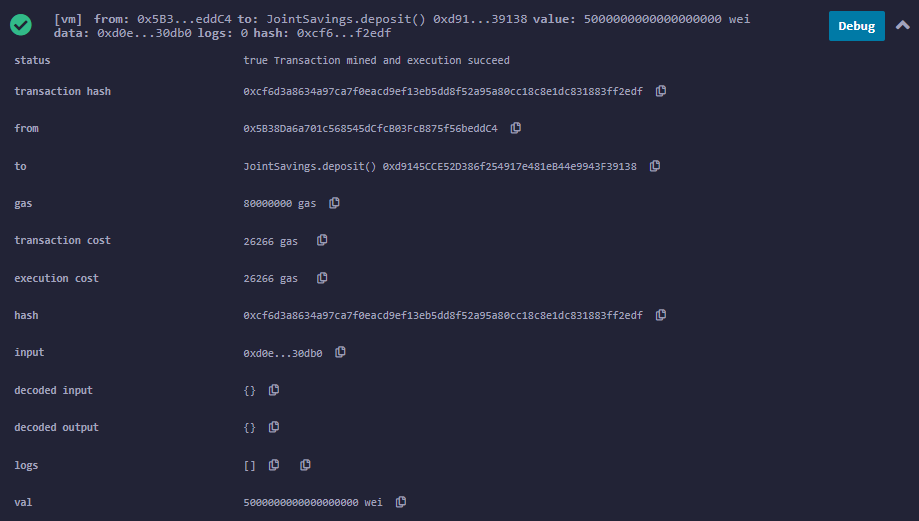 [vm] from: 0x5B3...eddC4 to: JointSavings.deposit() 0xd91...39138 value: 5000000000000000000 wei
data: 0xd0e...30db0 logs: 0 hash: 0xcf6...f2edf
Debug
status true Transaction mined and execution succeed
transaction hash 0xcf6d3a8634a97ca7f0eacd9ef13eb5dd8f52a95a80cc18c8e1dc831883ff2edf
from 0x5B38Da6a701c568545dCfcB03FcB875f56beddC4
to JointSavings.deposit() 0xd9145CCE52D386f254917e481eB44e9943F39138
gas 80000000 gas
transaction cost 26266 gas
execution cost 26266 gas
hash 0xcf6d3a8634a97ca7f0eacd9ef13eb5dd8f52a95a80cc18c8e1dc831883ff2edf
input 0xd0e...30db0
decoded input {}
decoded output {}
logs []
val 5000000000000000000 wei